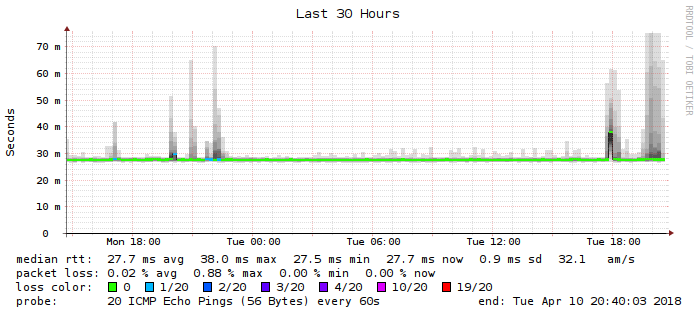 Last 30 Hours
RRDTOOL / TOBI OETIKER
Seconds
70 m
60 m
50 m
40 m
30 m
20 m
10 m
0
Mon 18:00 Tue 00:00 Tue 06:00 Tue 12:00 Tue 18:00
median rtt: 27.7 ms avg 38.0 ms max 27.5 ms min 27.7 ms now 0.9 ms sd 32.1 am/s
packet loss: 0.02 % avg 0.88 % max 0.00 % min 0.00 % now
loss color: 0 1/20 2/20 3/20 4/20 10/20 19/20
probe: 20 ICMP Echo Pings (56 Bytes) every 60s end: Tue Apr 10 20:40:03 2018